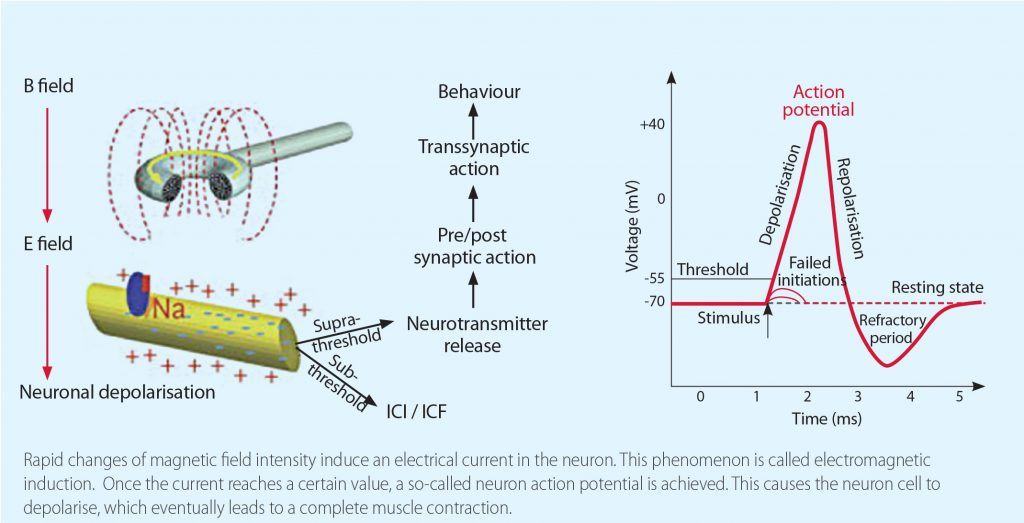 B field
E field
Neuronal depolarisation
Na
Supra-
threshold
Sub-
threshold
ICI / ICF
Behaviour
Transsynaptic
action
Pre/post
synaptic action
Neurotransmitter
release
Action
potential
Voltage (mV)
+40
0
-55
-70
Depolarisation
Repolarisation
Threshold
Failed
initiations
Resting state
Stimulus
Refractory
period
0 1 2 3 4 5
Time (ms)
Rapid changes of magnetic field intensity induce an electrical current in the neuron. This phenomenon is called electromagnetic
induction. Once the current reaches a certain value, a so-called neuron action potential is achieved. This causes the neuron cell to
depolarise, which eventually leads to a complete muscle contraction.